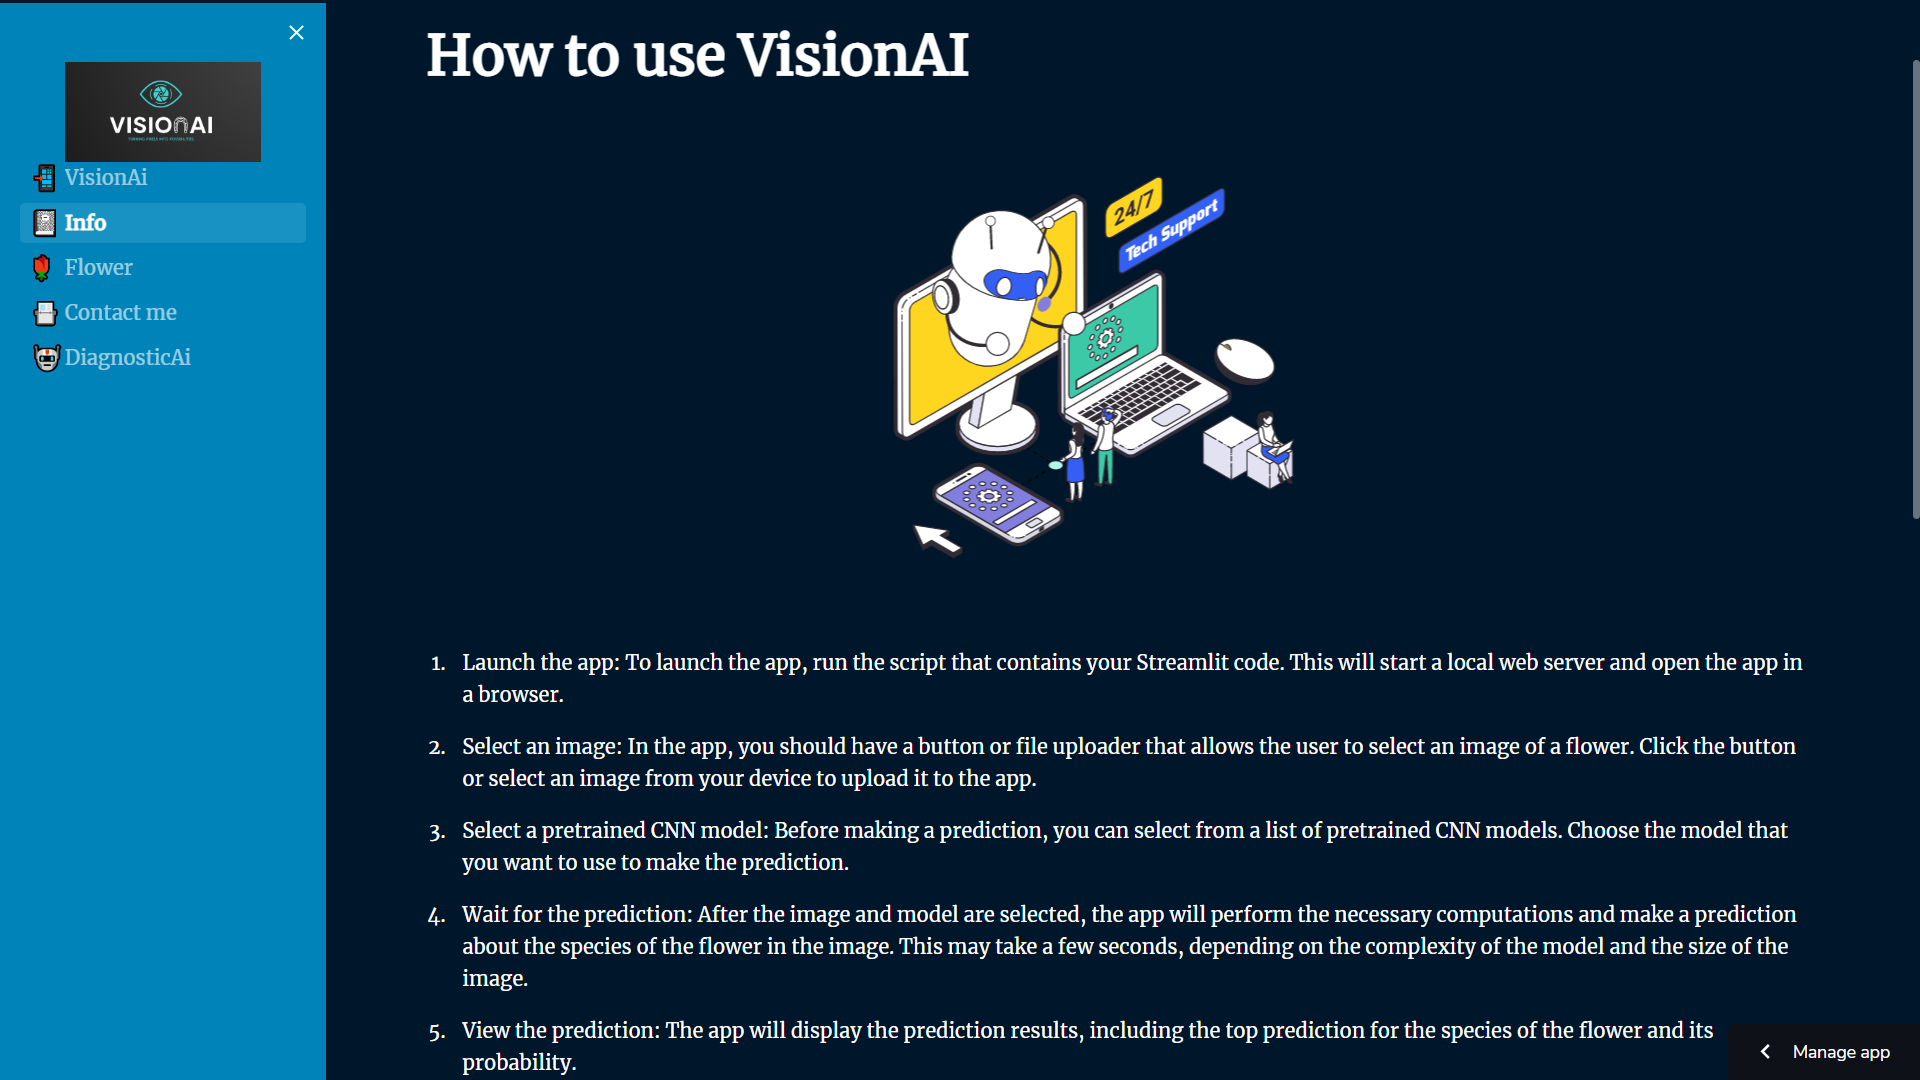 VISIONAI
VisionAi
Info
Flower
Contact me
DiagnosticAi
How to use VisionAI
24/7
Tech Support
1. Launch the app: To launch the app, run the script that contains your Streamlit code. This will start a local web server and open the app in
a browser.
2. Select an image: In the app, you should have a button or file uploader that allows the user to select an image of a flower. Click the button
or select an image from your device to upload it to the app.
3. Select a pretrained CNN model: Before making a prediction, you can select from a list of pretrained CNN models. Choose the model that
you want to use to make the prediction.
4. Wait for the prediction: After the image and model are selected, the app will perform the necessary computations and make a prediction
about the species of the flower in the image. This may take a few seconds, depending on the complexity of the model and the size of the
image.
5. View the prediction: The app will display the prediction results, including the top prediction for the species of the flower and its
probability.
Manage app